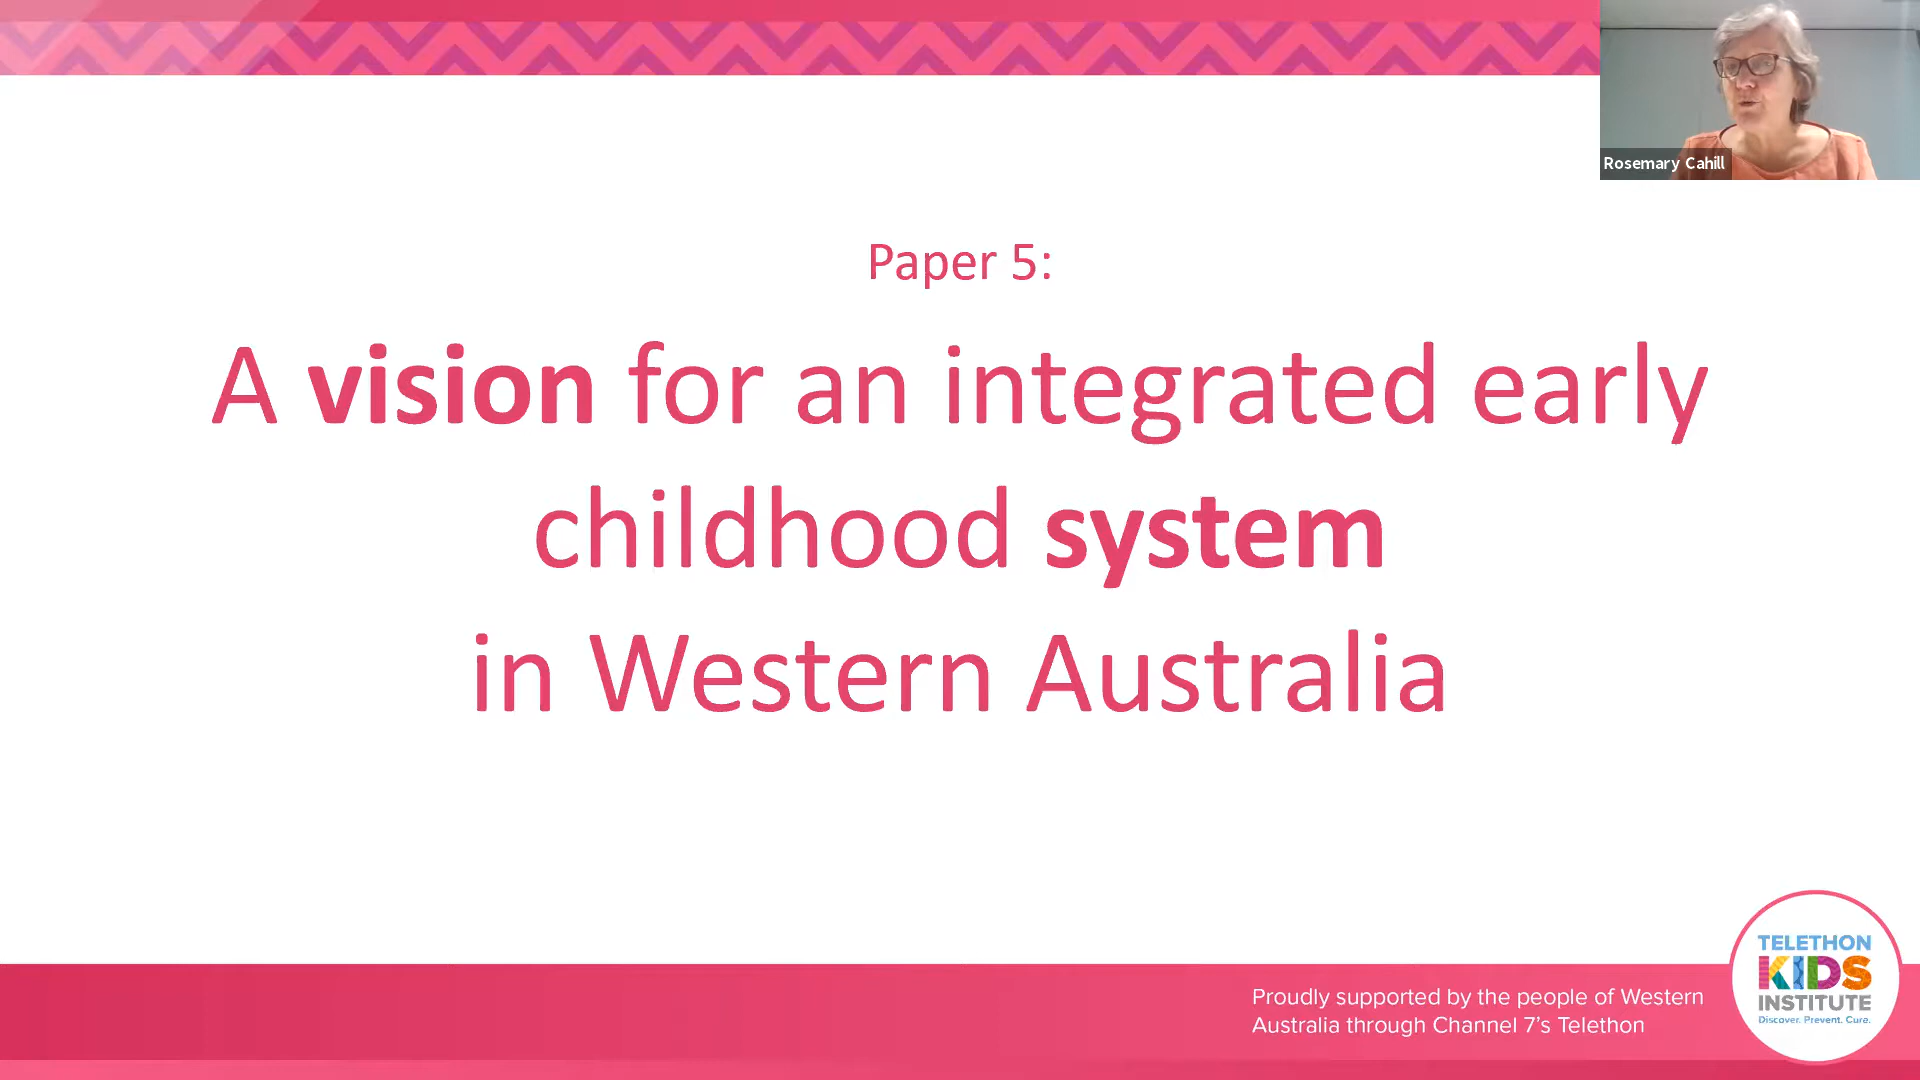 Rosemary Cahill
Paper 5:
A vision for an integrated early
childhood system
in Western Australia
Proudly supported by the people of Western
Australia through Channel 7's Telethon
TELETHON
KIDS
INSTITUTE
Discover. Prevent. Cure.